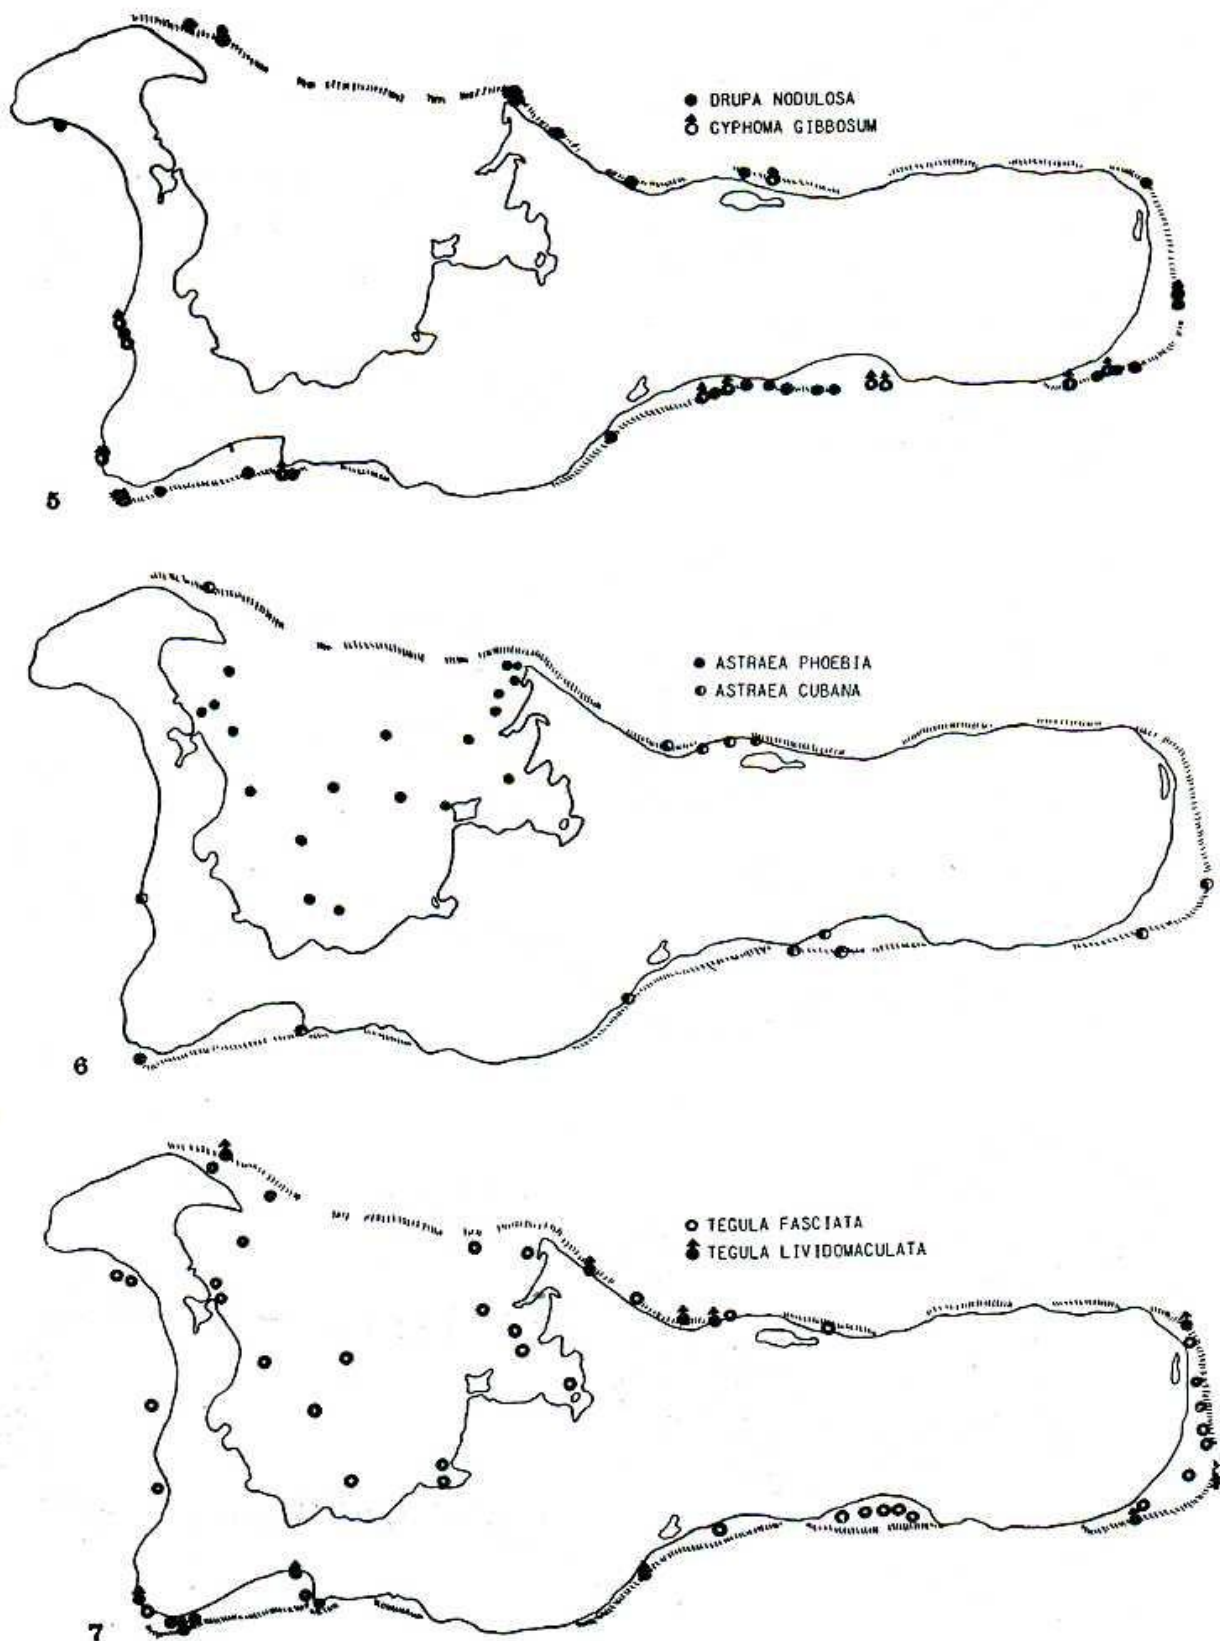 DRUPA NODULOSA
CYPHOMA GIBBOSUM
5
ASTRAEA PHOEBIA
ASTRAEA CUBANA
6
TEGULA FASCIATA
TEGULA LIVIDOMACULATA
7